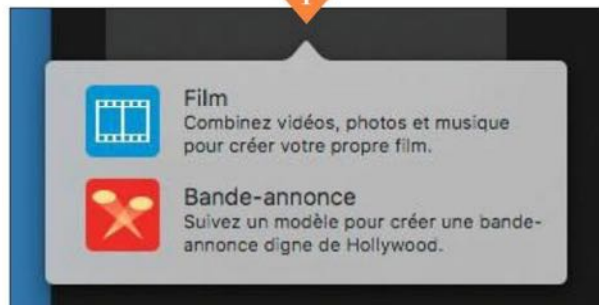 Film
Combinez vidéos, photos et musique
pour créer votre propre film.
Bande-annonce
Suivez un modèle pour créer une bande-
annonce digne de Hollywood.